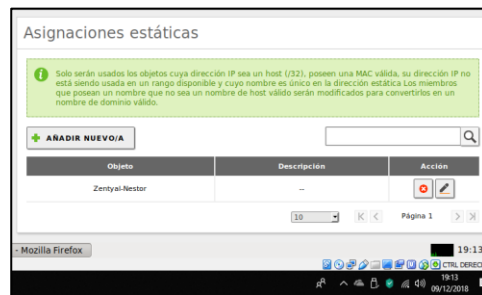 Asignaciones estáticas
Solo serán usados los objetos cuya dirección IP sea un host (/32), poseen una MAC válida, su dirección IP no
está siendo usada en un rango disponible y cuyo nombre es único en la dirección estática Los miembros
que posean un nombre que no sea un nombre de host válido serán modificados para convertirlos en un
nombre de dominio válido.
AÑADIR NUEVO/A
Objeto Descripción Acción
Zentyal-Nestor --
10 Página 1
- Mozilla Firefox 19:13
CTRL DEREC
19:13
09/12/2018